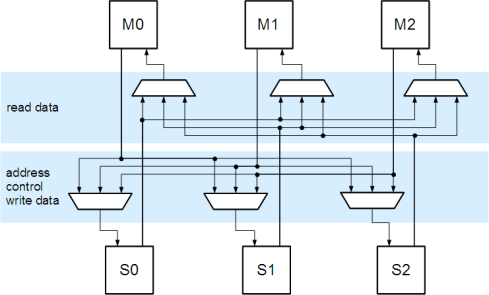 M0 M1 M2
read data
address
control
write data
S0 S1 S2